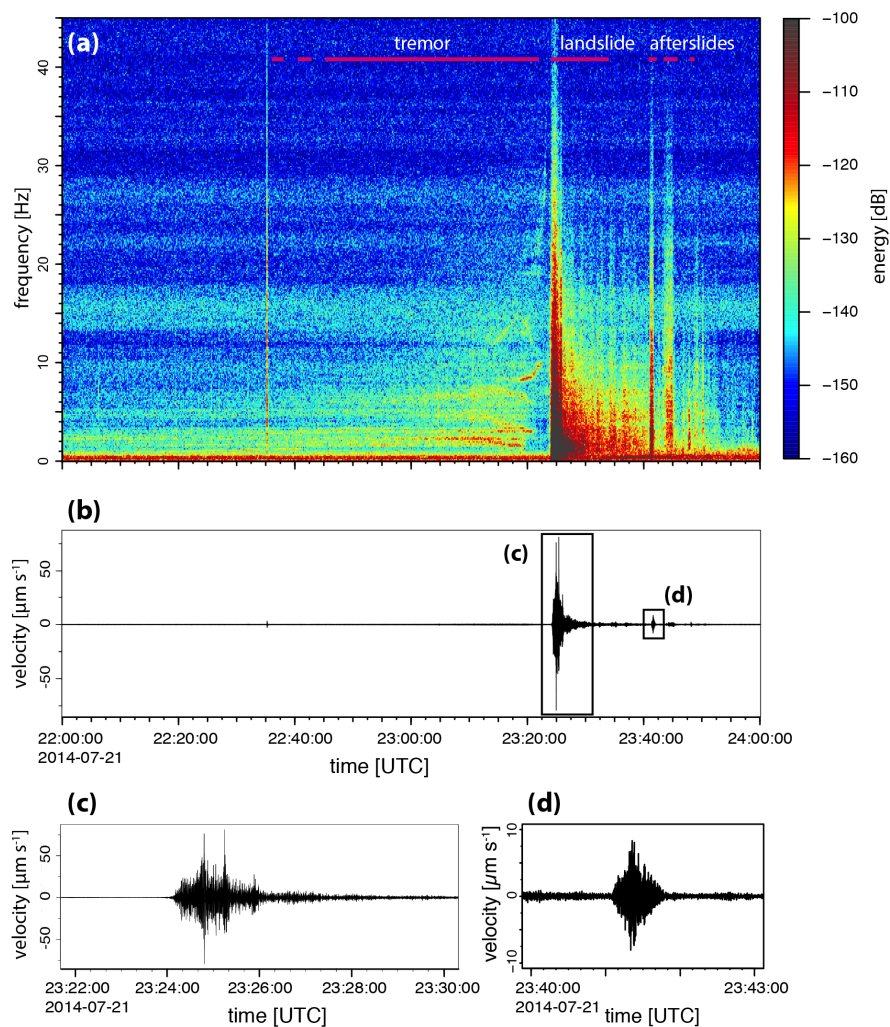 (a)
tremor
landslide
afterslides
frequency [Hz]
0
10
20
30
40
energy [dB]
−100
−110
−120
−130
−140
−150
−160
(b)
(c)
(d)
velocity [µm s⁻¹]
50
0
-50
22:00:00
22:20:00
22:40:00
23:00:00
23:20:00
23:40:00
24:00:00
2014-07-21
time [UTC]
(c)
velocity [µm s⁻¹]
50
0
-50
23:22:00
23:24:00
23:26:00
23:28:00
23:30:00
2014-07-21
time [UTC]
(d)
velocity [µm s⁻¹]
10
5
0
-10
23:40:00
23:43:00
2014-07-21
time [UTC]